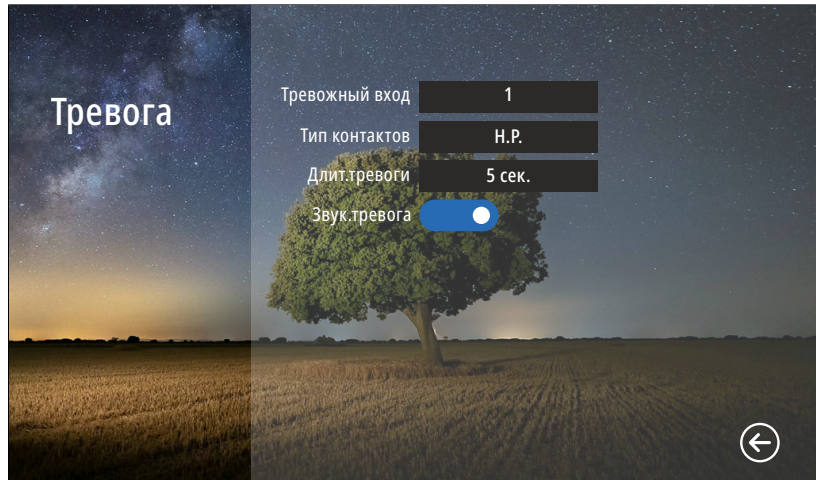 Тревога
Тревожный вход 1
Тип контактов Н.Р.
Длит.тревоги 5 сек.
Звук.тревога